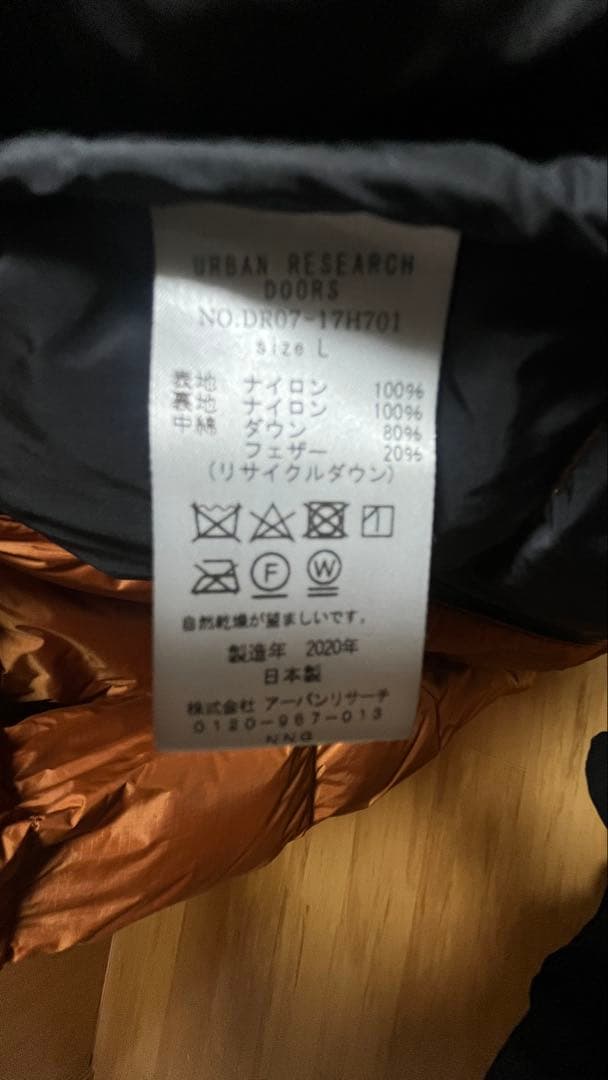 URBAN RESEARCH
DOORS
NO.DR07-17H701
Size L
表地 ナイロン 100%
裏地 ナイロン 100%
中綿 ダウン 80%
フェザー 20%
(リサイクルダウン)
F W
自然乾燥が望ましいです。
製造年 2020年
日本製
株式会社 アーバンリサーチ
0120-967-013
NNG